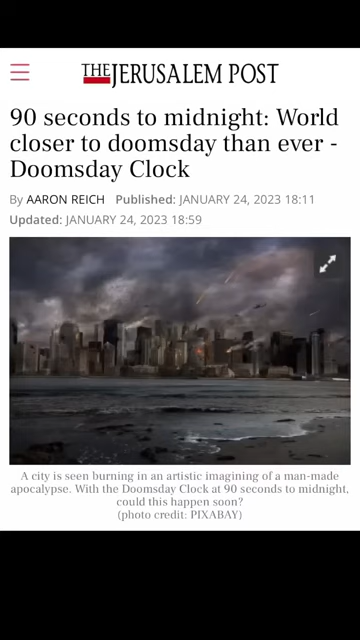 THE JERUSALEM POST
90 seconds to midnight: World
closer to doomsday than ever -
Doomsday Clock
By AARON REICH Published: JANUARY 24, 2023 18:11
Updated: JANUARY 24, 2023 18:59
A city is seen burning in an artistic imagining of a man-made
apocalypse. With the Doomsday Clock at 90 seconds to midnight,
could this happen soon?
(photo credit: PIXABAY)